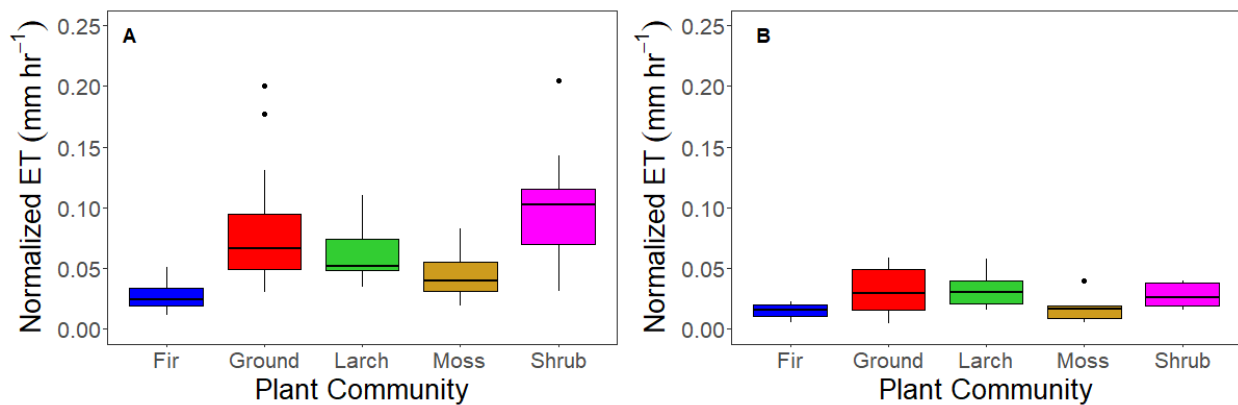 A
Normalized ET (mm hr⁻¹)
0.25
0.20
0.15
0.10
0.05
0.00
Fir Ground Larch Moss Shrub
Plant Community
B
Normalized ET (mm hr⁻¹)
0.25
0.20
0.15
0.10
0.05
0.00
Fir Ground Larch Moss Shrub
Plant Community